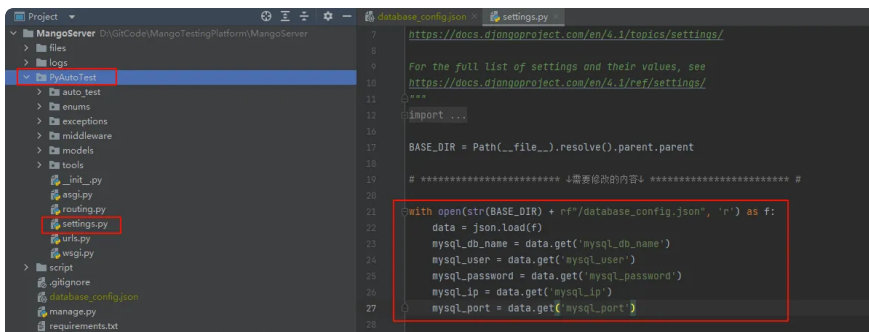 Project
database_config.json
settings.py
MangoServer D:\GitCode\MangoTestingPlatform\MangoServer
files
logs
PyAutoTest
auto_test
enums
exceptions
middleware
models
tools
__init__.py
asgi.py
routing.py
settings.py
urls.py
wsgi.py
script
.gitignore
database_config.json
manage.py
requirements.txt
7 https://docs.djangoproject.com/en/4.1/topics/settings/
8
9 For the full list of settings and their values, see
10 https://docs.djangoproject.com/en/4.1/ref/settings/
11 """
12 import ...
16
17 BASE_DIR = Path(__file__).resolve().parent.parent
18
19 # ************************ ↓需要修改的内容↓ ************************ #
20
21 with open(str(BASE_DIR) + rf"/database_config.json", 'r') as f:
22 data = json.load(f)
23 mysql_db_name = data.get('mysql_db_name')
24 mysql_user = data.get('mysql_user')
25 mysql_password = data.get('mysql_password')
26 mysql_ip = data.get('mysql_ip')
27 mysql_port = data.get('mysql_port')
28